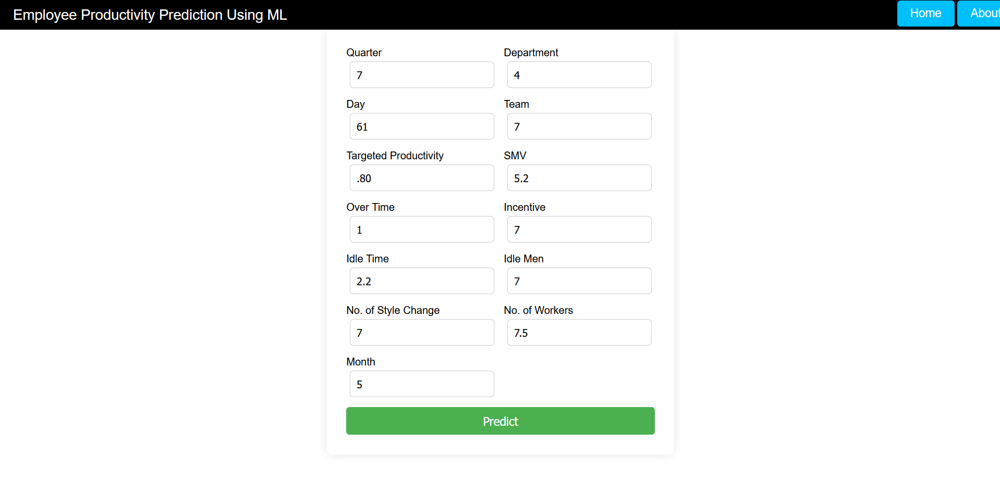 Employee Productivity Prediction Using ML
Home About
Quarter Department
7 4
Day Team
61 7
Targeted Productivity SMV
.80 5.2
Over Time Incentive
1 7
Idle Time Idle Men
2.2 7
No. of Style Change No. of Workers
7 7.5
Month
5
Predict